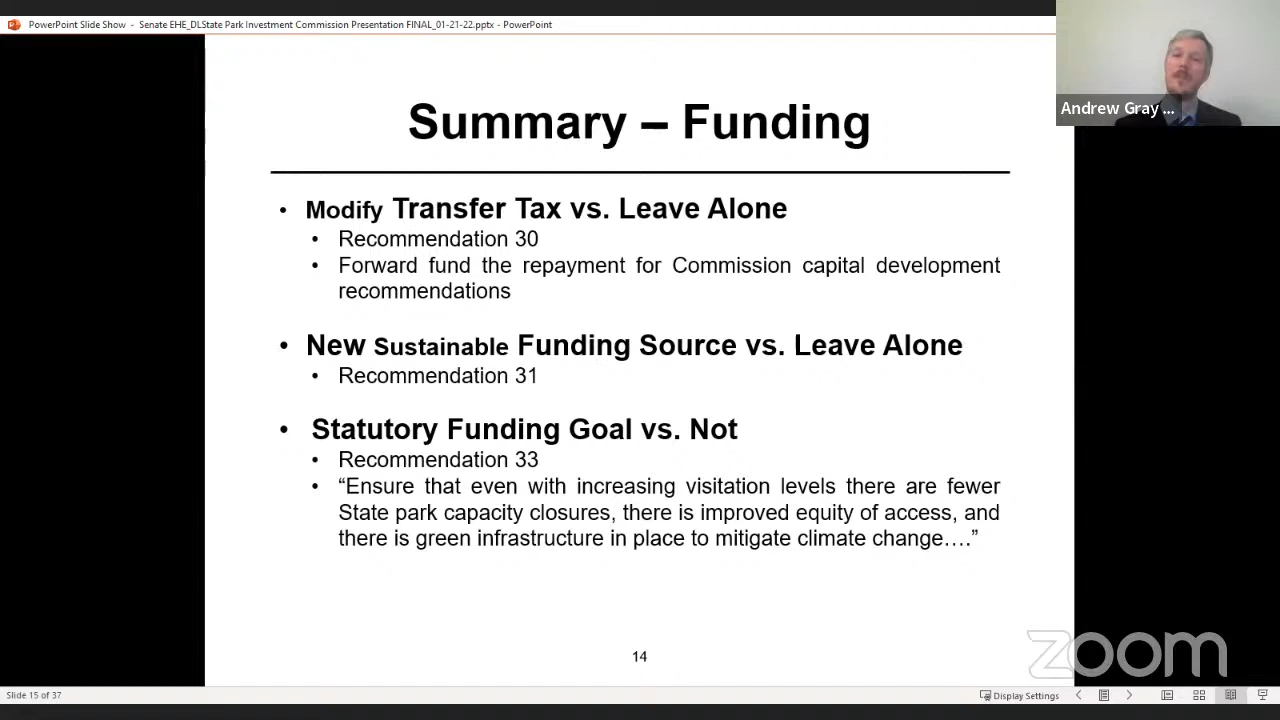 PowerPoint Slide Show - Senate EHE_DLState Park Investment Commission Presentation FINAL_01-21-22.pptx - PowerPoint
Andrew Gray ...
Summary – Funding
• Modify Transfer Tax vs. Leave Alone
• Recommendation 30
• Forward fund the repayment for Commission capital development
recommendations
• New Sustainable Funding Source vs. Leave Alone
• Recommendation 31
• Statutory Funding Goal vs. Not
• Recommendation 33
• “Ensure that even with increasing visitation levels there are fewer
State park capacity closures, there is improved equity of access, and
there is green infrastructure in place to mitigate climate change….”
14
zoom
Slide 15 of 37
Display Settings